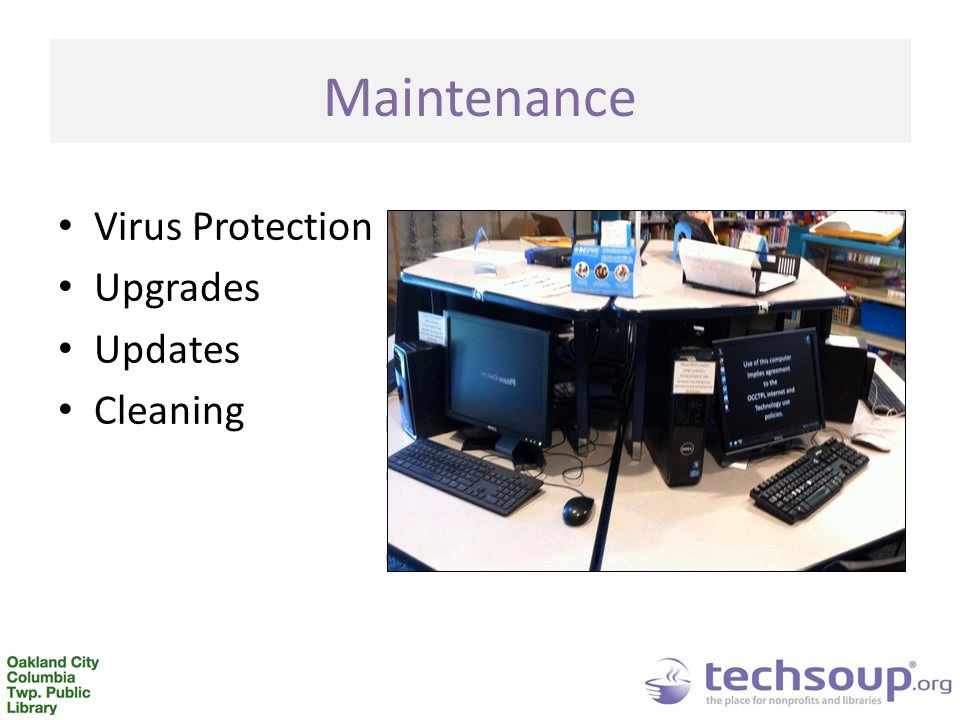 Maintenance
• Virus Protection
• Upgrades
• Updates
• Cleaning
Use of this computer
implies agreement
to the
OCCTPL Internet and
Technology use
policies.
DELL
Oakland City
Columbia
Twp. Public
Library
techsoup®.org
the place for nonprofits and libraries